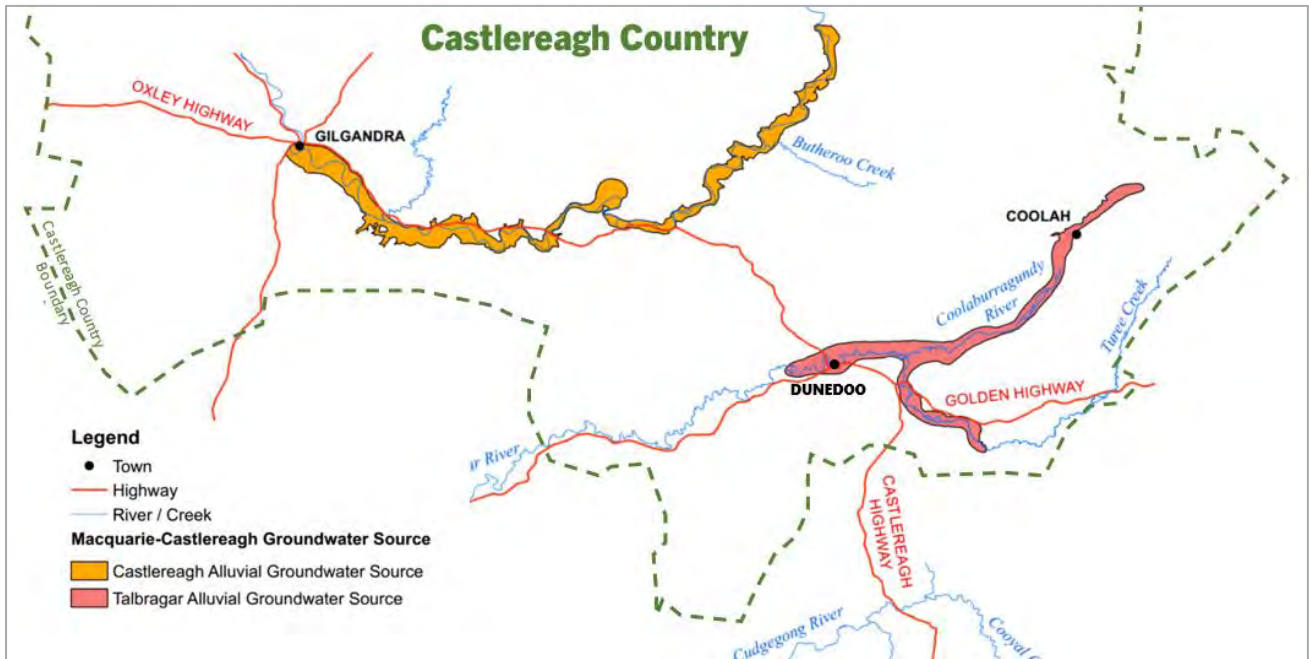 Castlereagh Country
OXLEY HIGHWAY
GILGANDRA
Butheroo Creek
COOLAH
Castlereagh Country
Boundary
Coolaburragundy
River
Turee Creek
DUNEDOO
GOLDEN HIGHWAY
Legend
Town
Highway
River / Creek
Macquarie-Castlereagh Groundwater Source
Castlereagh Alluvial Groundwater Source
Talbragar Alluvial Groundwater Source
River
CASTLEREAGH
HIGHWAY
Cudgegong River
Cooyal